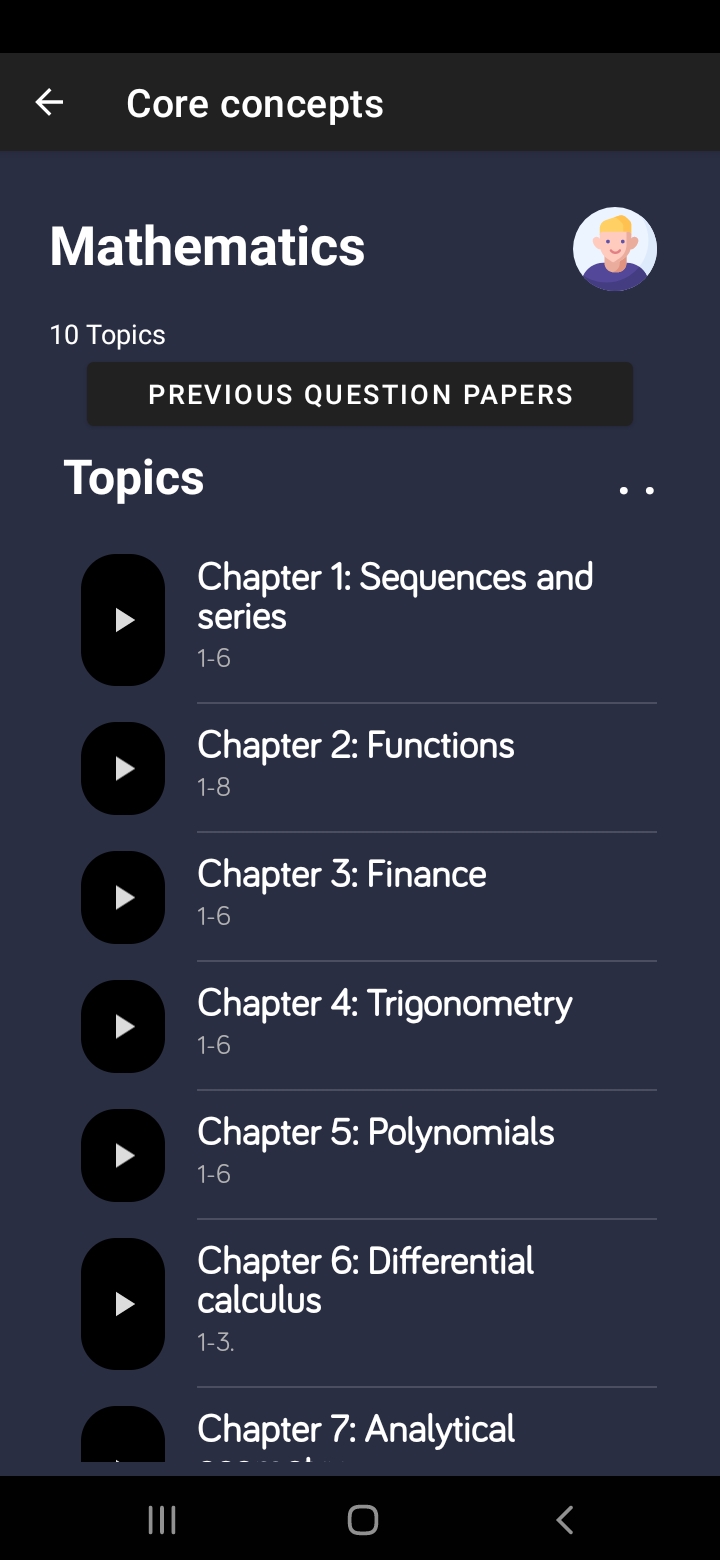 Core concepts
Mathematics
10 Topics
PREVIOUS QUESTION PAPERS
Topics
. .
Chapter 1: Sequences and
series
1-6
Chapter 2: Functions
1-8
Chapter 3: Finance
1-6
Chapter 4: Trigonometry
1-6
Chapter 5: Polynomials
1-6
Chapter 6: Differential
calculus
1-3.
Chapter 7: Analytical